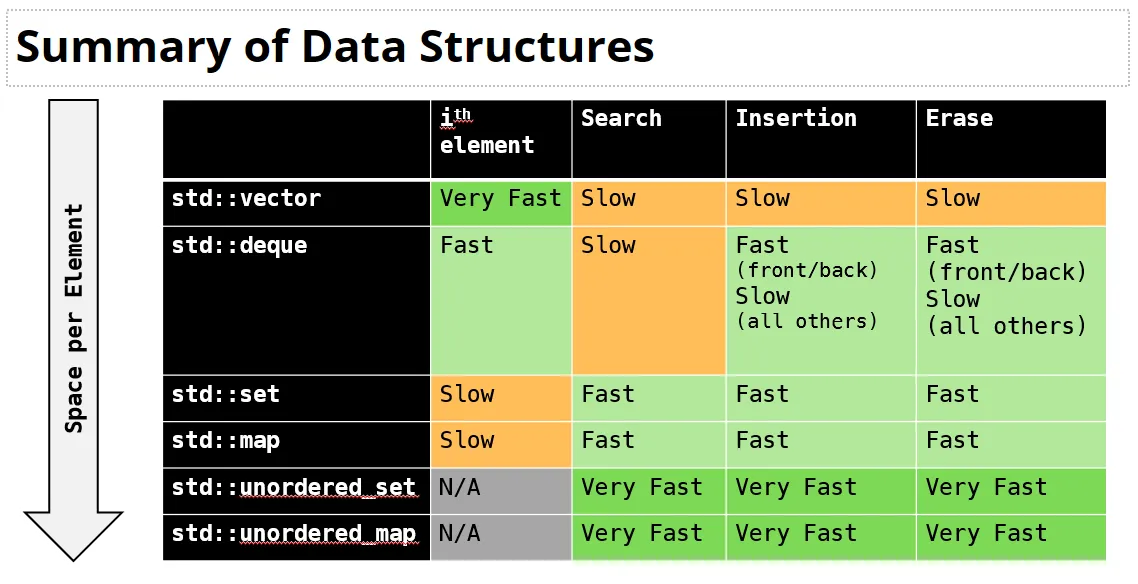 Summary of Data Structures
Space per Element
iᵗʰ
element
Search
Insertion
Erase
std::vector
Very Fast
Slow
Slow
Slow
std::deque
Fast
Slow
Fast
(front/back)
Slow
(all others)
Fast
(front/back)
Slow
(all others)
std::set
Slow
Fast
Fast
Fast
std::map
Slow
Fast
Fast
Fast
std::unordered_set
N/A
Very Fast
Very Fast
Very Fast
std::unordered_map
N/A
Very Fast
Very Fast
Very Fast